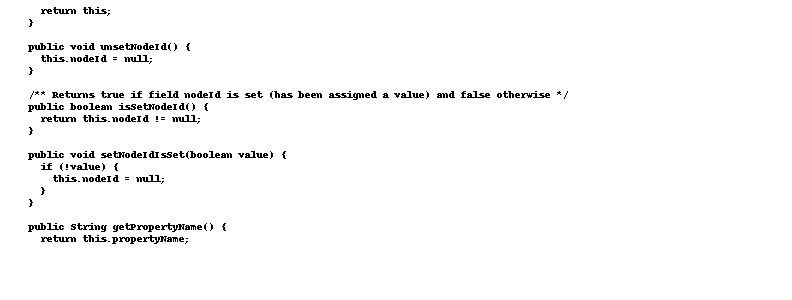 return this;
  }

  public void unsetNodeId() {
    this.nodeId = null;
  }

  /** Returns true if field nodeId is set (has been assigned a value) and false otherwise */
  public boolean isSetNodeId() {
    return this.nodeId != null;
  }

  public void setNodeIdIsSet(boolean value) {
    if (!value) {
      this.nodeId = null;
    }
  }

  public String getPropertyName() {
    return this.propertyName;